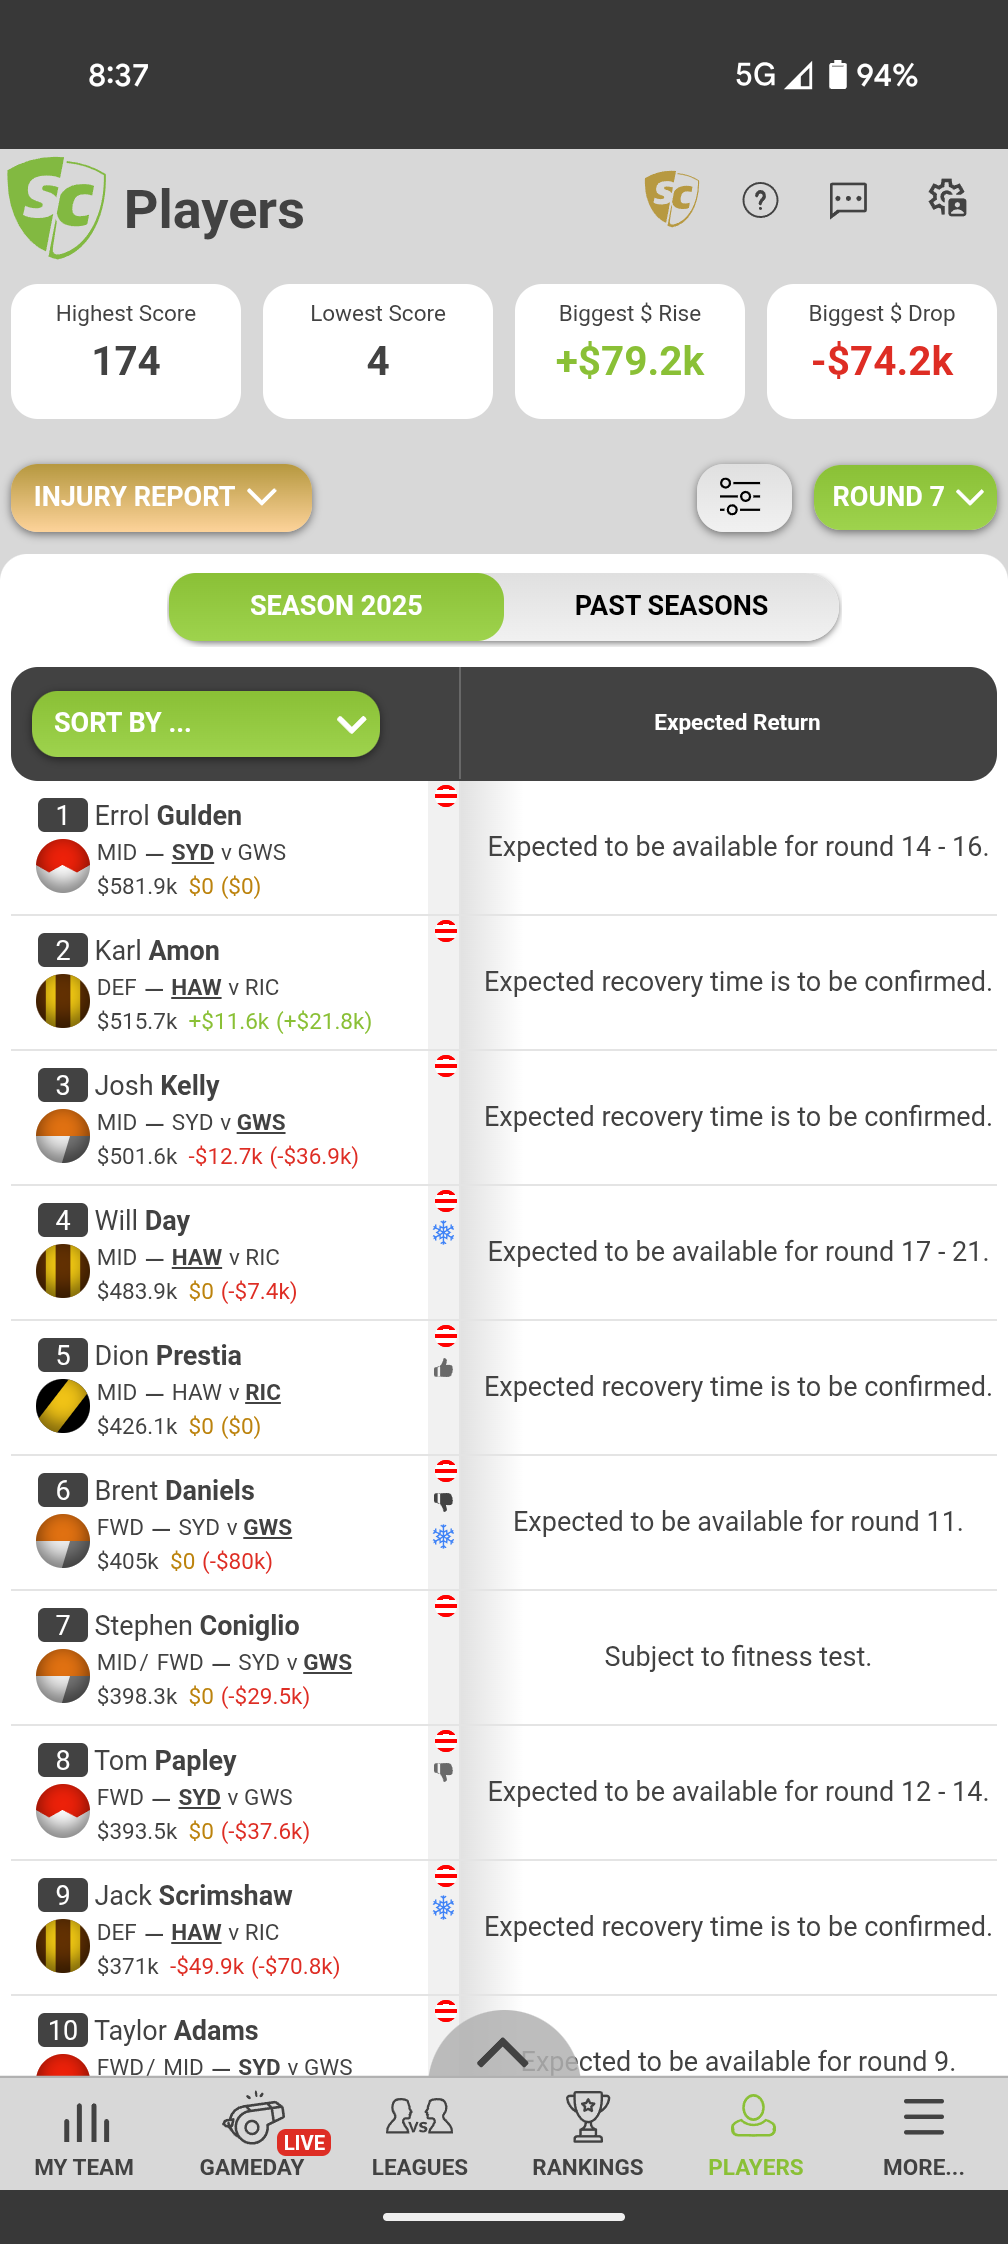 8:37
5G 94%
SC Players SC ?
Highest Score Lowest Score Biggest $ Rise Biggest $ Drop
174 4 +$79.2k -$74.2k
INJURY REPORT ROUND 7
SEASON 2025 PAST SEASONS
SORT BY ... Expected Return
1 Errol Gulden
MID — SYD v GWS
$581.9k $0 ($0)
Expected to be available for round 14 - 16.
2 Karl Amon
DEF — HAW v RIC
$515.7k +$11.6k (+$21.8k)
Expected recovery time is to be confirmed.
3 Josh Kelly
MID — SYD v GWS
$501.6k -$12.7k (-$36.9k)
Expected recovery time is to be confirmed.
4 Will Day
MID — HAW v RIC
$483.9k $0 (-$7.4k)
Expected to be available for round 17 - 21.
5 Dion Prestia
MID — HAW v RIC
$426.1k $0 ($0)
Expected recovery time is to be confirmed.
6 Brent Daniels
FWD — SYD v GWS
$405k $0 (-$80k)
Expected to be available for round 11.
7 Stephen Coniglio
MID/ FWD — SYD v GWS
$398.3k $0 (-$29.5k)
Subject to fitness test.
8 Tom Papley
FWD — SYD v GWS
$393.5k $0 (-$37.6k)
Expected to be available for round 12 - 14.
9 Jack Scrimshaw
DEF — HAW v RIC
$371k -$49.9k (-$70.8k)
Expected recovery time is to be confirmed.
10 Taylor Adams
FWD/ MID — SYD v GWS
Expected to be available for round 9.
VS
LIVE
MY TEAM GAMEDAY LEAGUES RANKINGS PLAYERS MORE...